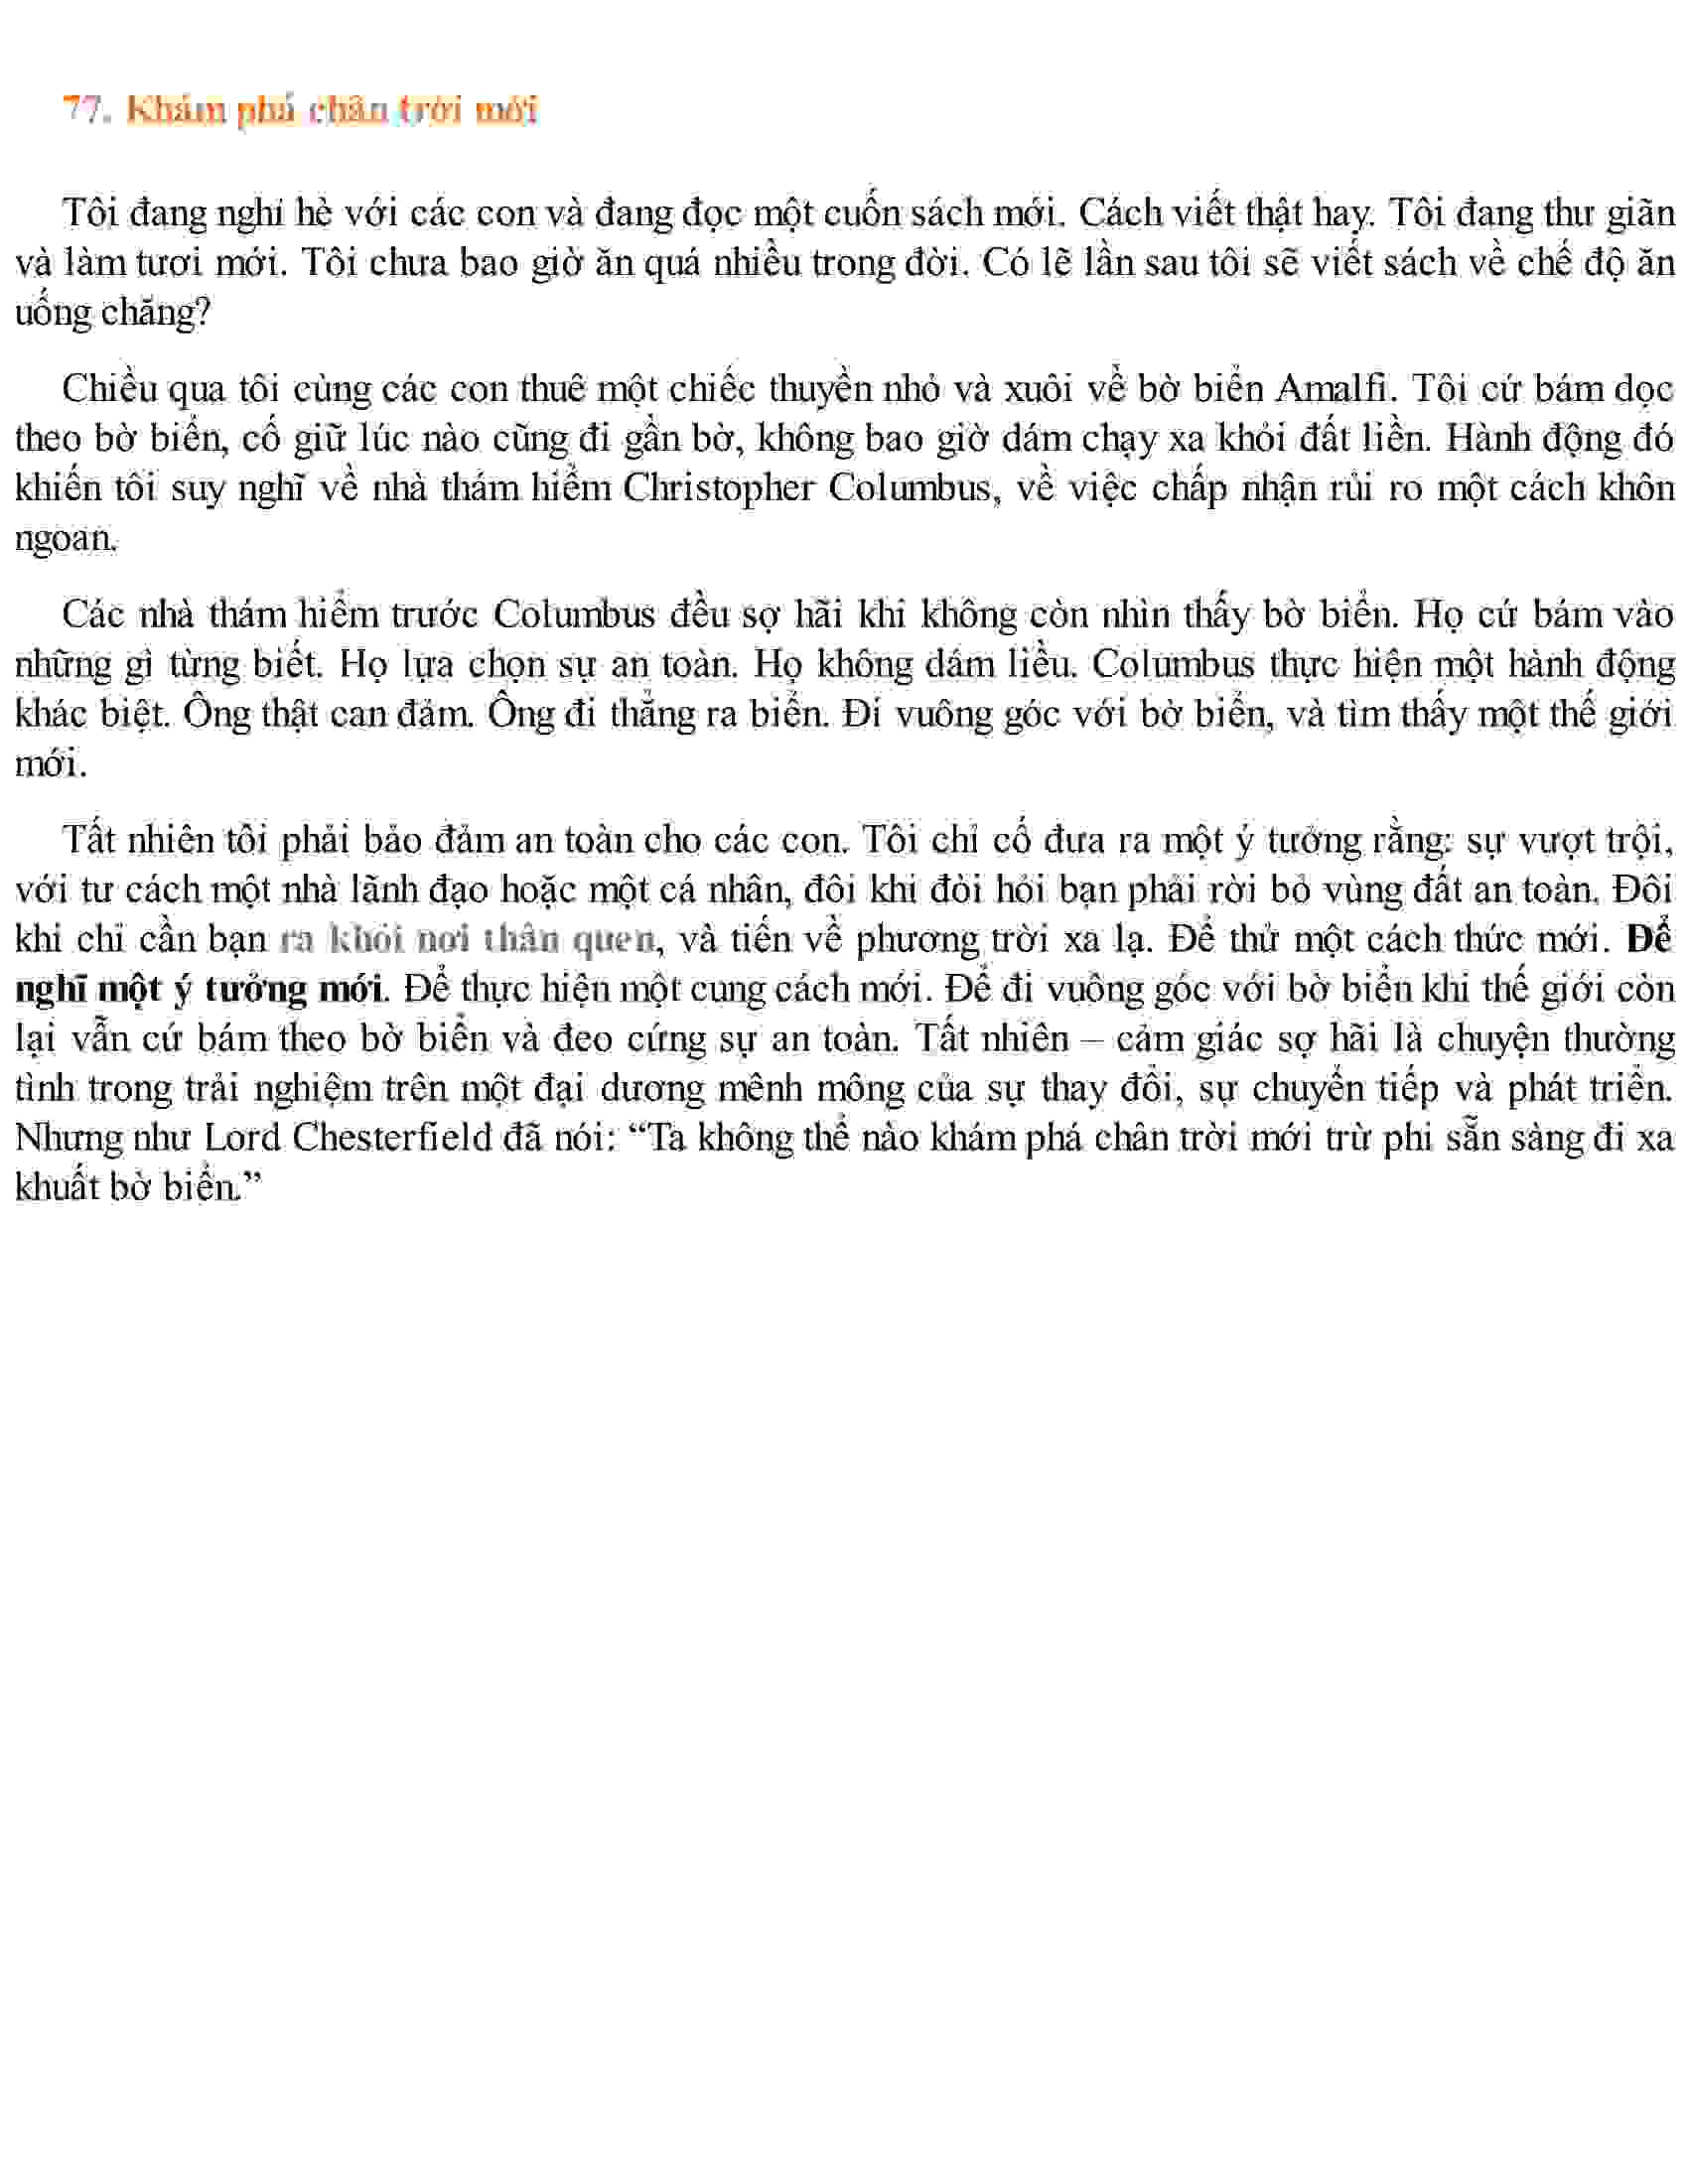 77. Khám phá chân trời mới
Tôi đang nghỉ hè với các con và đang đọc một cuốn sách mới. Cách viết thật hay. Tôi đang thư giãn
và làm tươi mới. Tôi chưa bao giờ ăn quá nhiều trong đời. Có lẽ lần sau tôi sẽ viết sách về chế độ ăn
uống chăng?
Chiều qua tôi cùng các con thuê một chiếc thuyền nhỏ và xuôi về bờ biển Amalfi. Tôi cứ bám dọc
theo bờ biển, cố giữ lúc nào cũng đi gần bờ, không bao giờ dám chạy xa khỏi đất liền. Hành động đó
khiến tôi suy nghĩ về nhà thám hiểm Christopher Columbus, về việc chấp nhận rủi ro một cách khôn
ngoan.
Các nhà thám hiểm trước Columbus đều sợ hãi khi không còn nhìn thấy bờ biển. Họ cứ bám vào
những gì từng biết. Họ lựa chọn sự an toàn. Họ không dám liều. Columbus thực hiện một hành động
khác biệt. Ông thật can đảm. Ông đi thẳng ra biển. Đi vuông góc với bờ biển, và tìm thấy một thế giới
mới.
Tất nhiên tôi phải bảo đảm an toàn cho các con. Tôi chỉ cố đưa ra một ý tưởng rằng: sự vượt trội,
với tư cách một nhà lãnh đạo hoặc một cá nhân, đôi khi đòi hỏi bạn phải rời bỏ vùng đất an toàn. Đôi
khi chỉ cần bạn ra khỏi nơi thân quen, và tiến về phương trời xa lạ. Để thử một cách thức mới. Để
nghĩ một ý tưởng mới. Để thực hiện một cung cách mới. Để đi vuông góc với bờ biển khi thế giới còn
lại vẫn cứ bám theo bờ biển và đeo cứng sự an toàn. Tất nhiên – cảm giác sợ hãi là chuyện thường
tình trong trải nghiệm trên một đại dương mênh mông của sự thay đổi, sự chuyển tiếp và phát triển.
Nhưng như Lord Chesterfield đã nói: “Ta không thể nào khám phá chân trời mới trừ phi sẵn sàng đi xa
khuất bờ biển.”